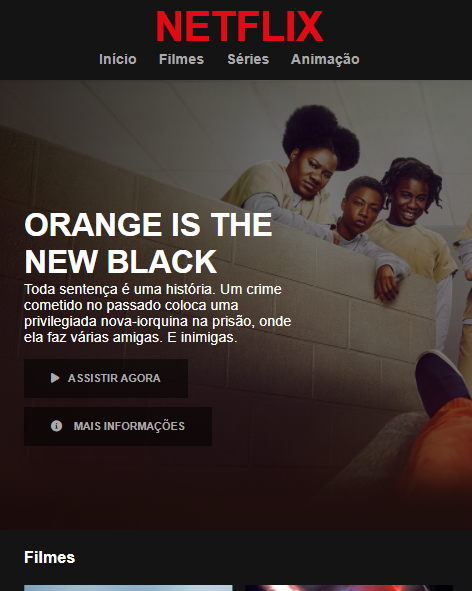 NETFLIX
Início Filmes Séries Animação
ORANGE IS THE
NEW BLACK
Toda sentença é uma história. Um crime
cometido no passado coloca uma
privilegiada nova-iorquina na prisão, onde
ela faz várias amigas. E inimigas.
ASSISTIR AGORA
MAIS INFORMAÇÕES
Filmes